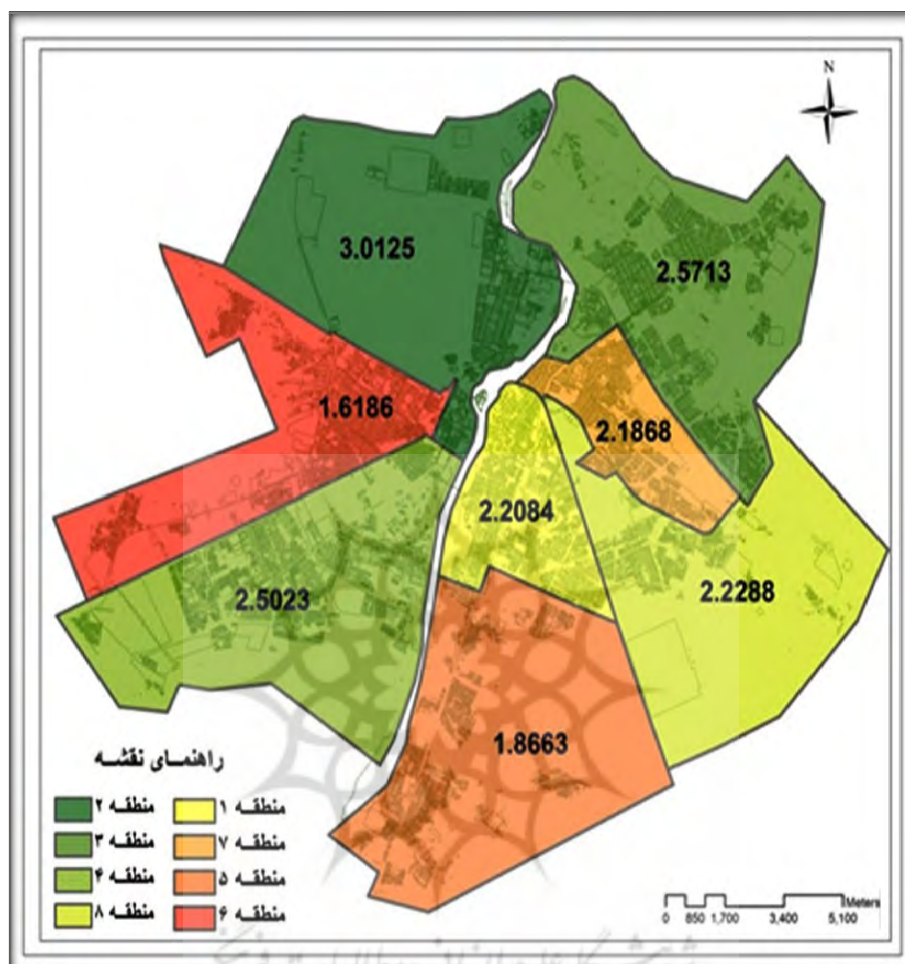 N
3.0125
2.5713
1.6186
2.1868
2.2084
2.5023
2.2288
1.8663
راهنمای نقشه
منطقه ۲
منطقه ۱
منطقه ۳
منطقه ۷
منطقه ۴
منطقه ۵
منطقه ۸
منطقه ۶
Meters
0 850 1,700 3,400 5,100